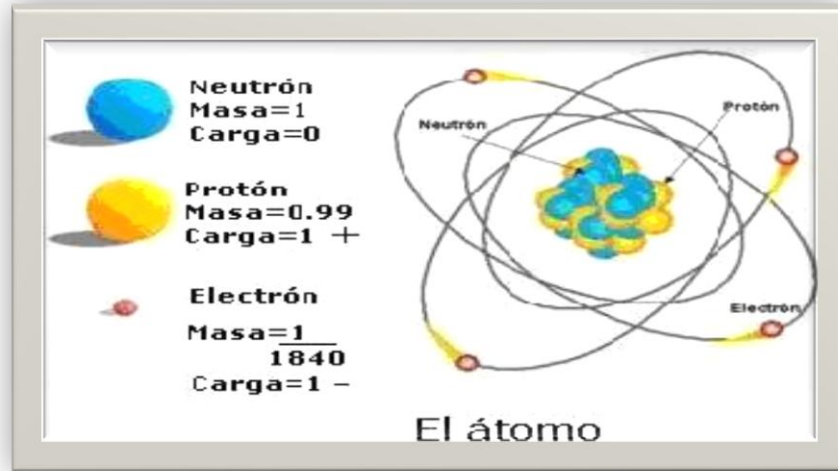 Neutrón
Masa=1
Carga=0
Protón
Masa=0.99
Carga=1 +
Electrón
Masa=1
1840
Carga=1 -
Neutrón
Protón
Electrón
El átomo